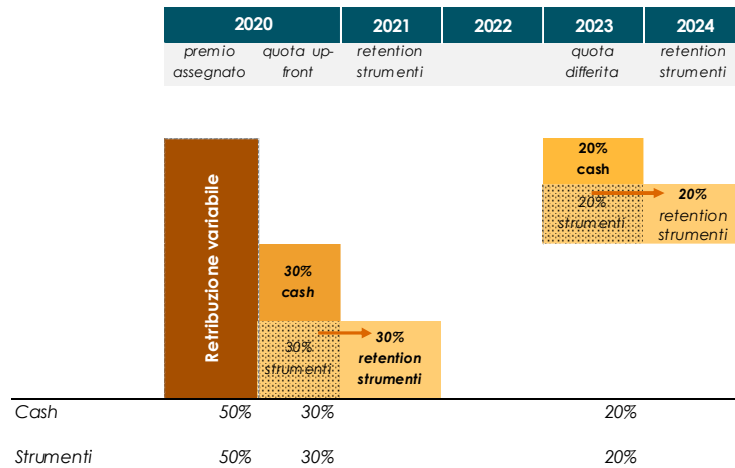 2020 2021 2022 2023 2024
premio quota up- retention quota retention
assegnato front strumenti differita strumenti
20%
cash
20% 20%
strumenti retention
strumenti
Retribuzione variabile
30%
cash
30% 30%
strumenti retention
strumenti
Cash 50% 30% 20%
Strumenti 50% 30% 20%